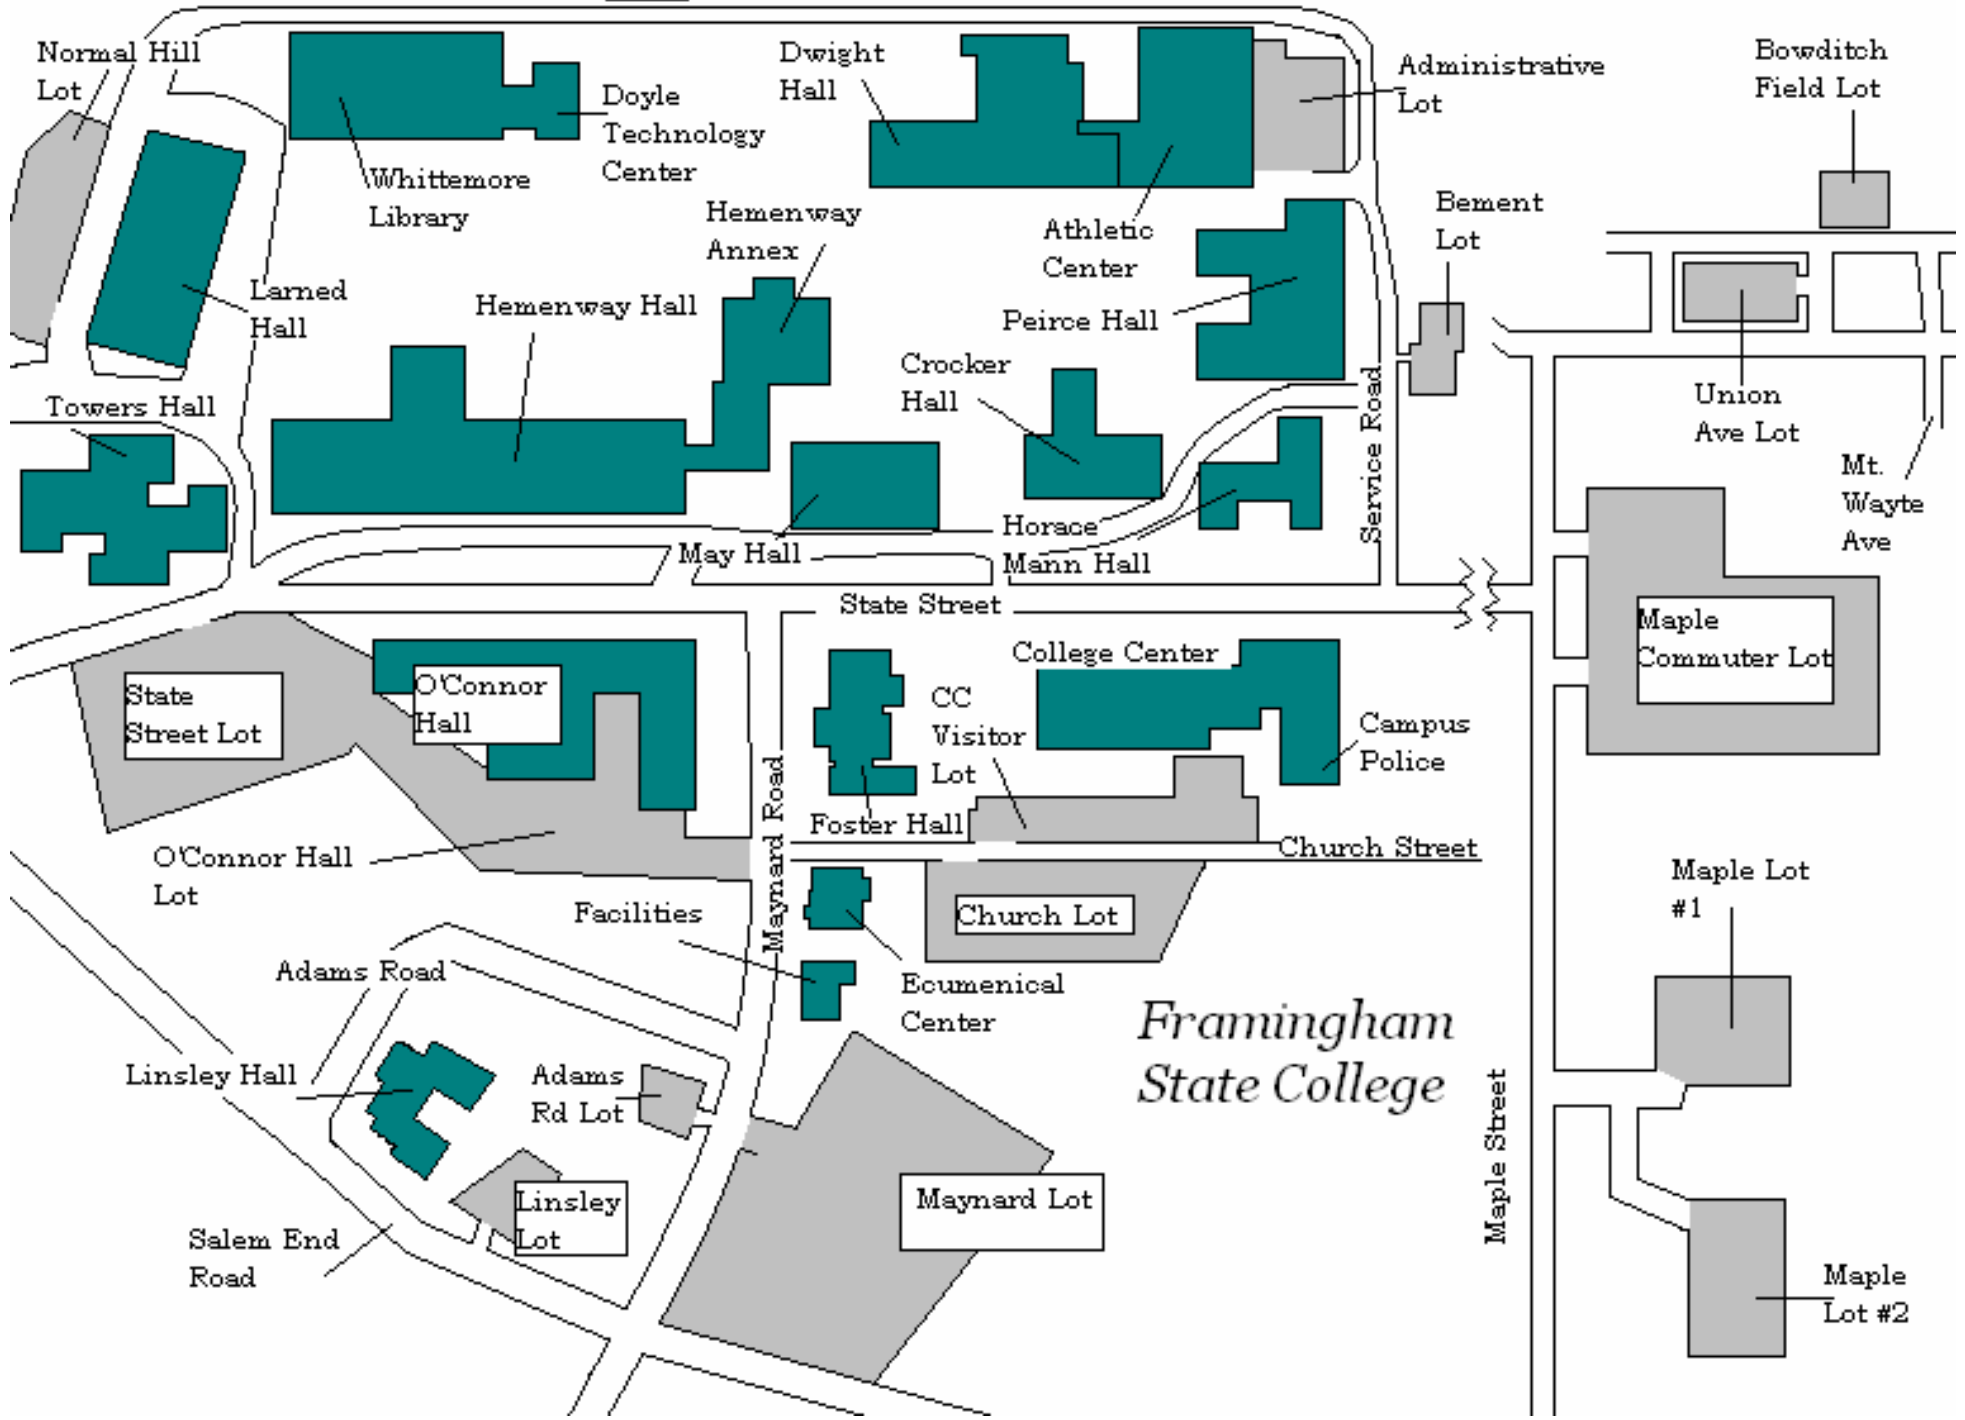 Normal Hill
Lot
Dwight
Hall
Administrative
Lot
Bowditch
Field Lot
Doyle
Technology
Center
Whittemore
Library
Hemenway
Annex
Athletic
Center
Bement
Lot
Larned
Hall
Hemenway Hall
Peirce Hall
Crocker
Hall
Towers Hall
Service Road
Union
Ave Lot
Mt.
Wayte
Ave
Horace
Mann Hall
May Hall
State Street
Maple
Commuter Lot
State
Street Lot
O'Connor
Hall
College Center
CC
Visitor
Lot
Campus
Police
Maynard Road
Foster Hall
Church Street
O'Connor Hall
Lot
Maple Lot
#1
Facilities
Church Lot
Adams Road
Ecumenical
Center
Framingham
State College
Linsley Hall
Adams
Rd Lot
Maple Street
Linsley
Lot
Maynard Lot
Salem End
Road
Maple
Lot #2